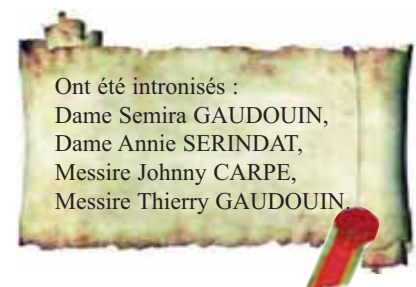 Ont été intronisés :
Dame Semira GAUDOUIN,
Dame Annie SERINDAT,
Messire Johnny CARPE,
Messire Thierry GAUDOUIN.